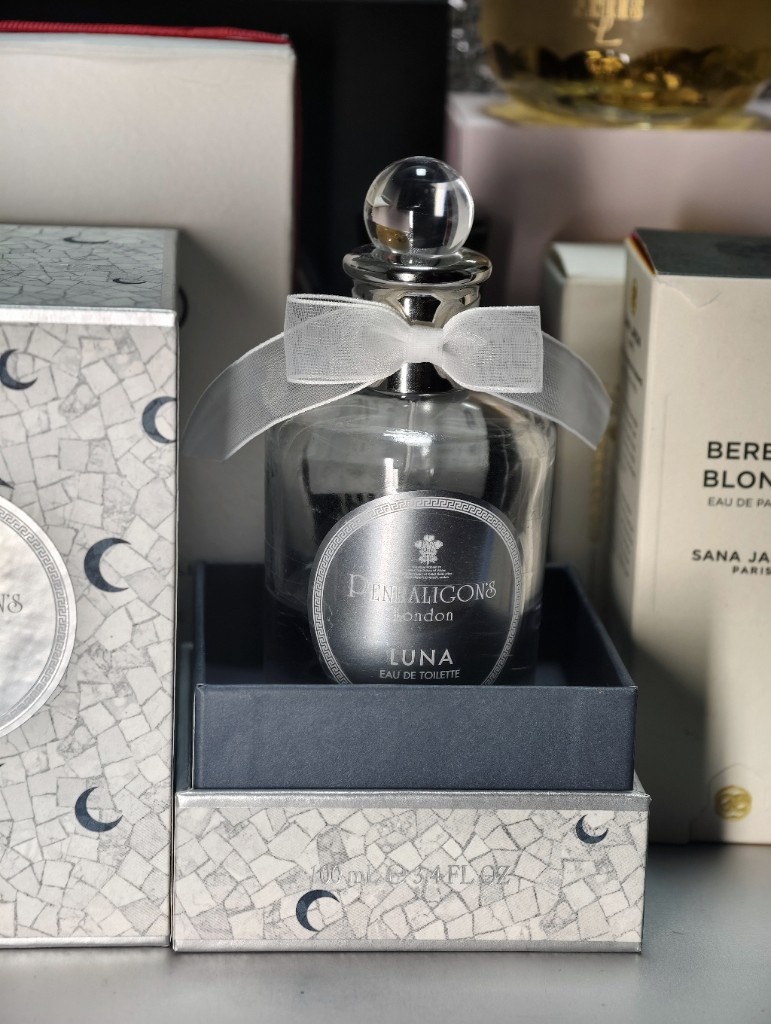 N'S
PENHALIGON'S
London
LUNA
EAU DE TOILETTE
100 ml. ℮ 3/4 FL OZ
BERE
BLON
EAU DE PA
SANA JA
PARIS